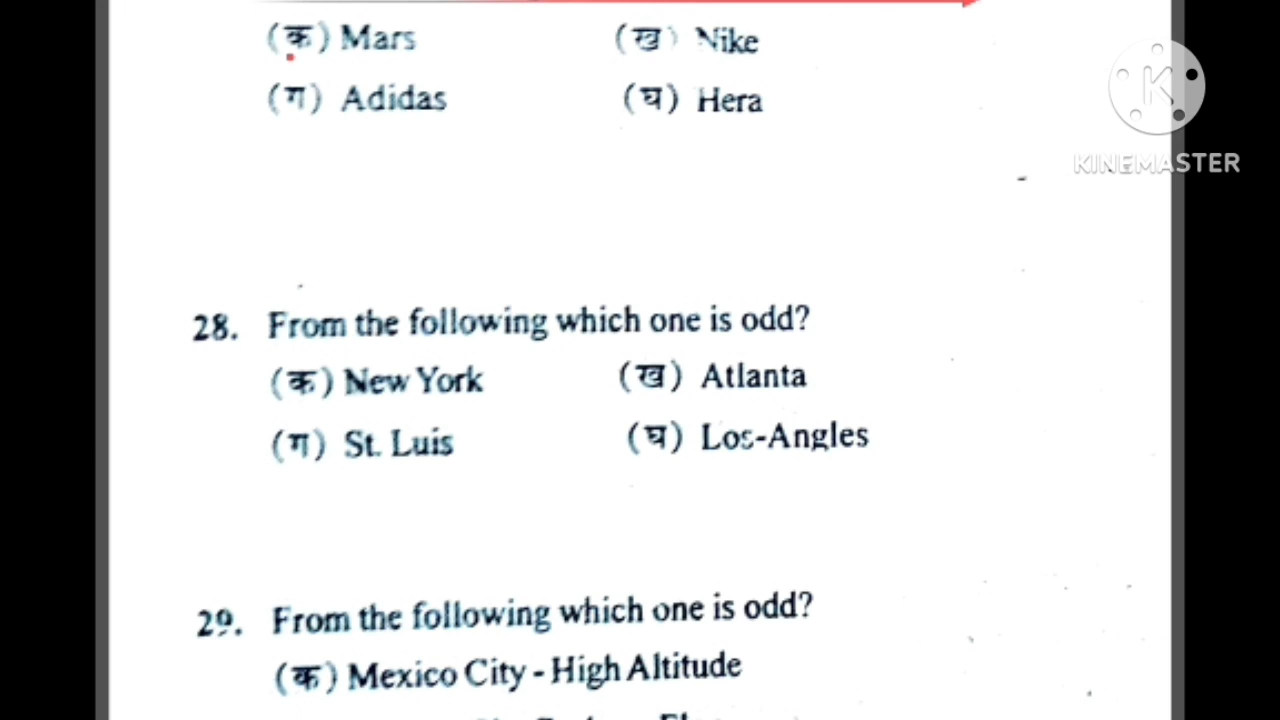 (क) Mars (ख) Nike
(ग) Adidas (घ) Hera
KINEMASTER
28. From the following which one is odd?
(क) New York (ख) Atlanta
(ग) St. Luis (घ) Los-Angles
29. From the following which one is odd?
(क) Mexico City - High Altitude